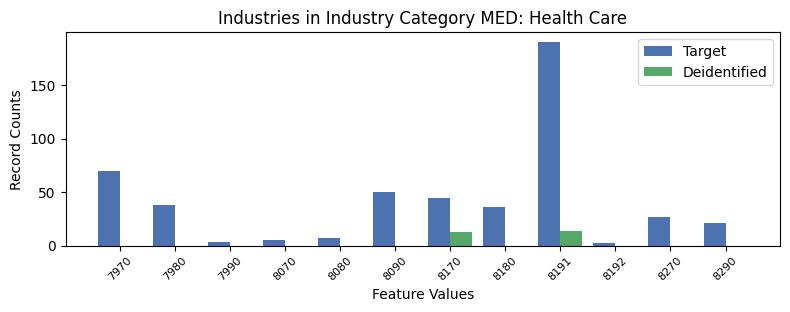 Industries in Industry Category MED: Health Care
Target
Deidentified
Record Counts
150
100
50
0
7970 7980 7990 8070 8080 8090 8170 8180 8191 8192 8270 8290
Feature Values